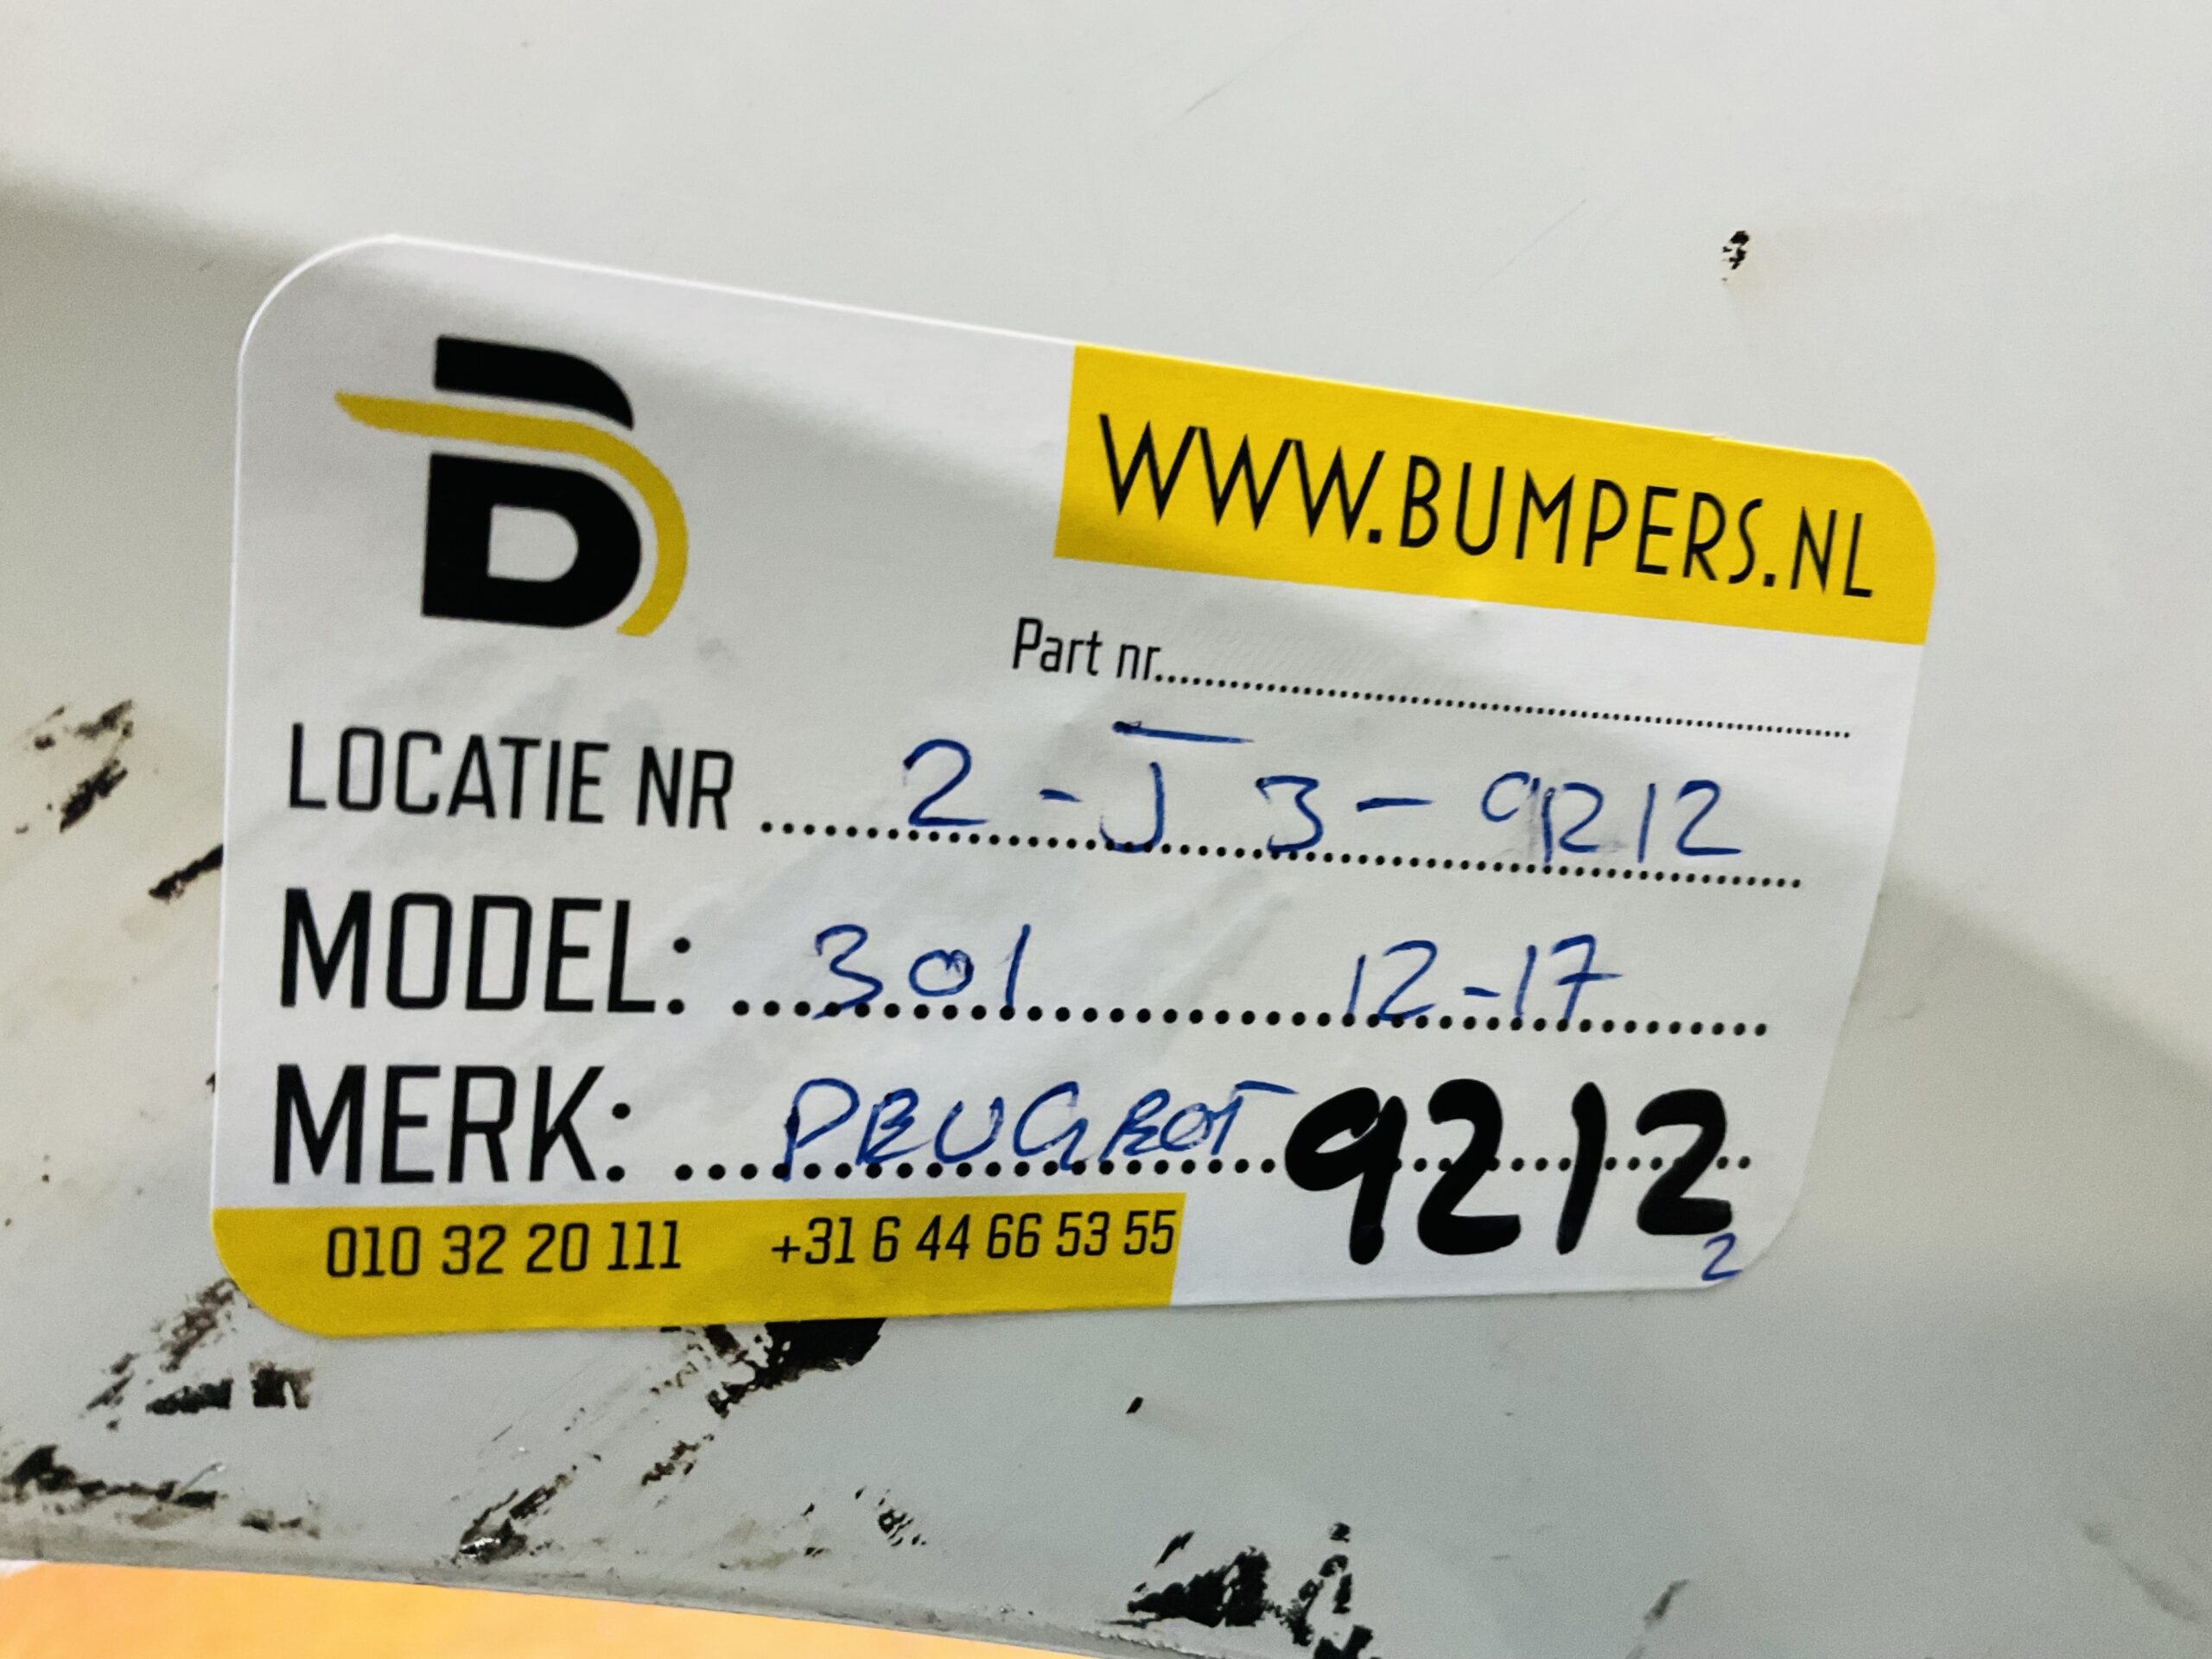 B
WWW.BUMPERS.NL
Part nr.
LOCATIE NR 2 - J3 - 9212
MODEL: 301 12-17
MERK: PEUGEOT 9212
2
010 32 20 111 +31 6 44 66 53 55